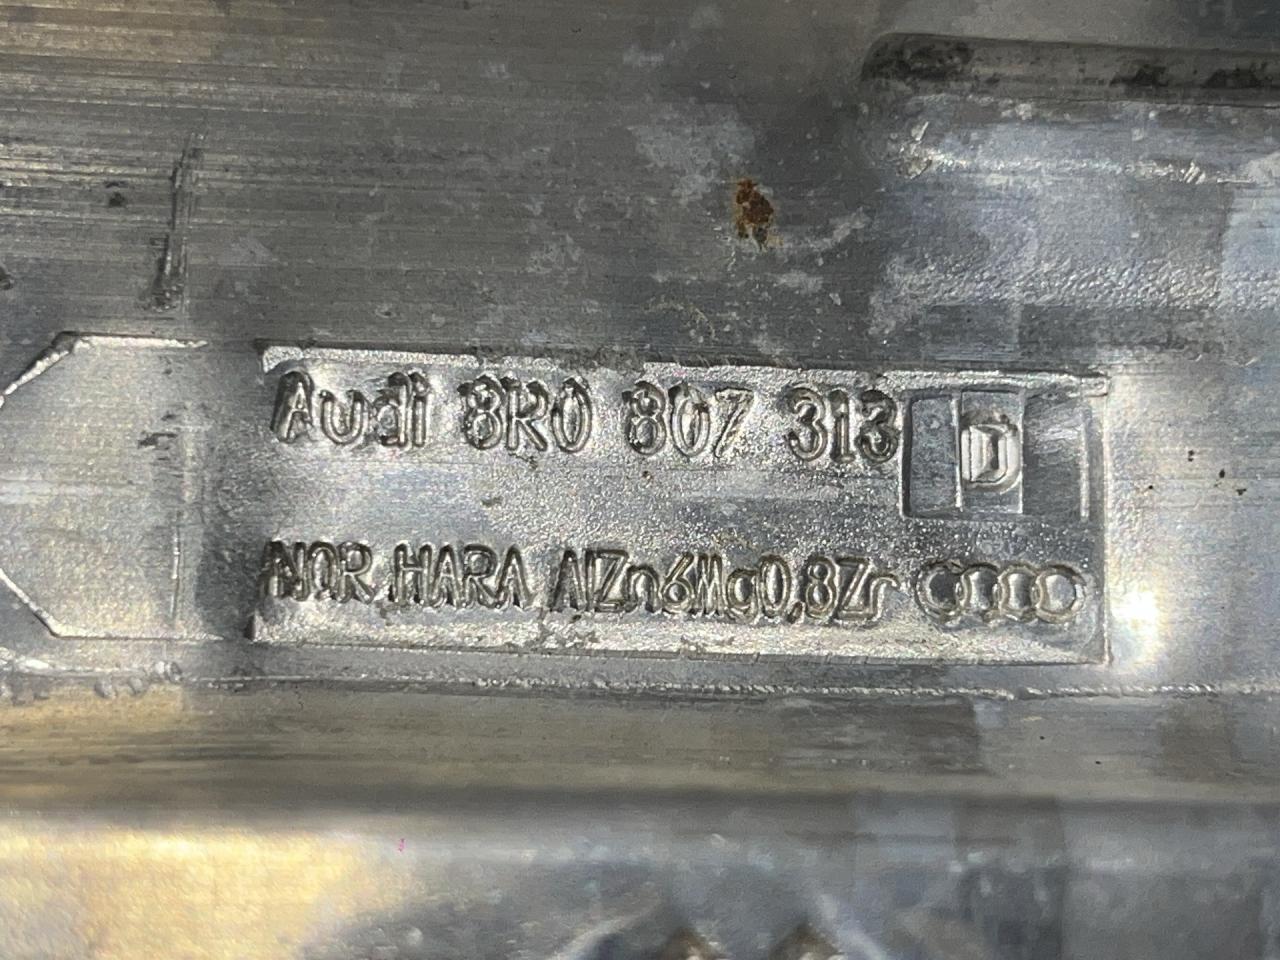 Audi 8R0 807 313 D
NOR HARA AlZn6Mg0,8Zr